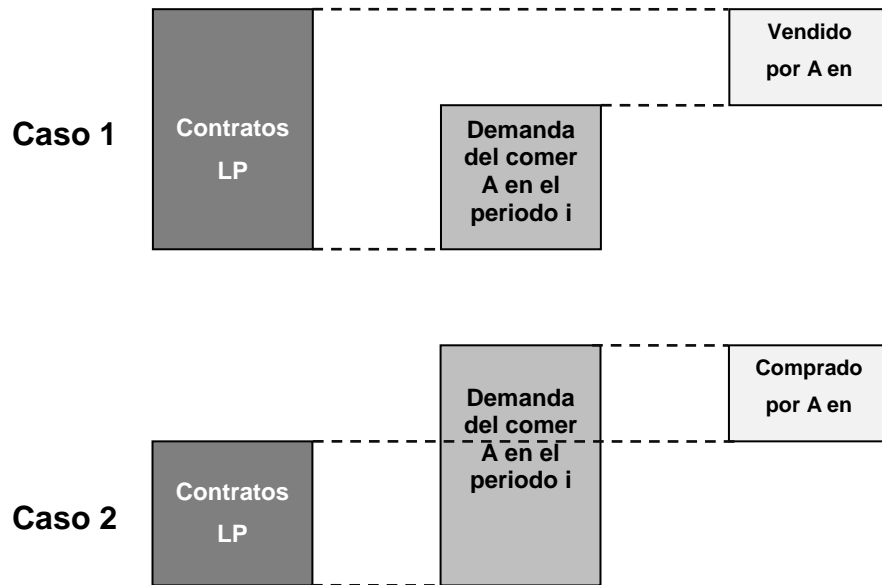 Caso 1
Contratos
LP
Demanda
del comer
A en el
periodo i
Vendido
por A en
Caso 2
Contratos
LP
Demanda
del comer
A en el
periodo i
Comprado
por A en